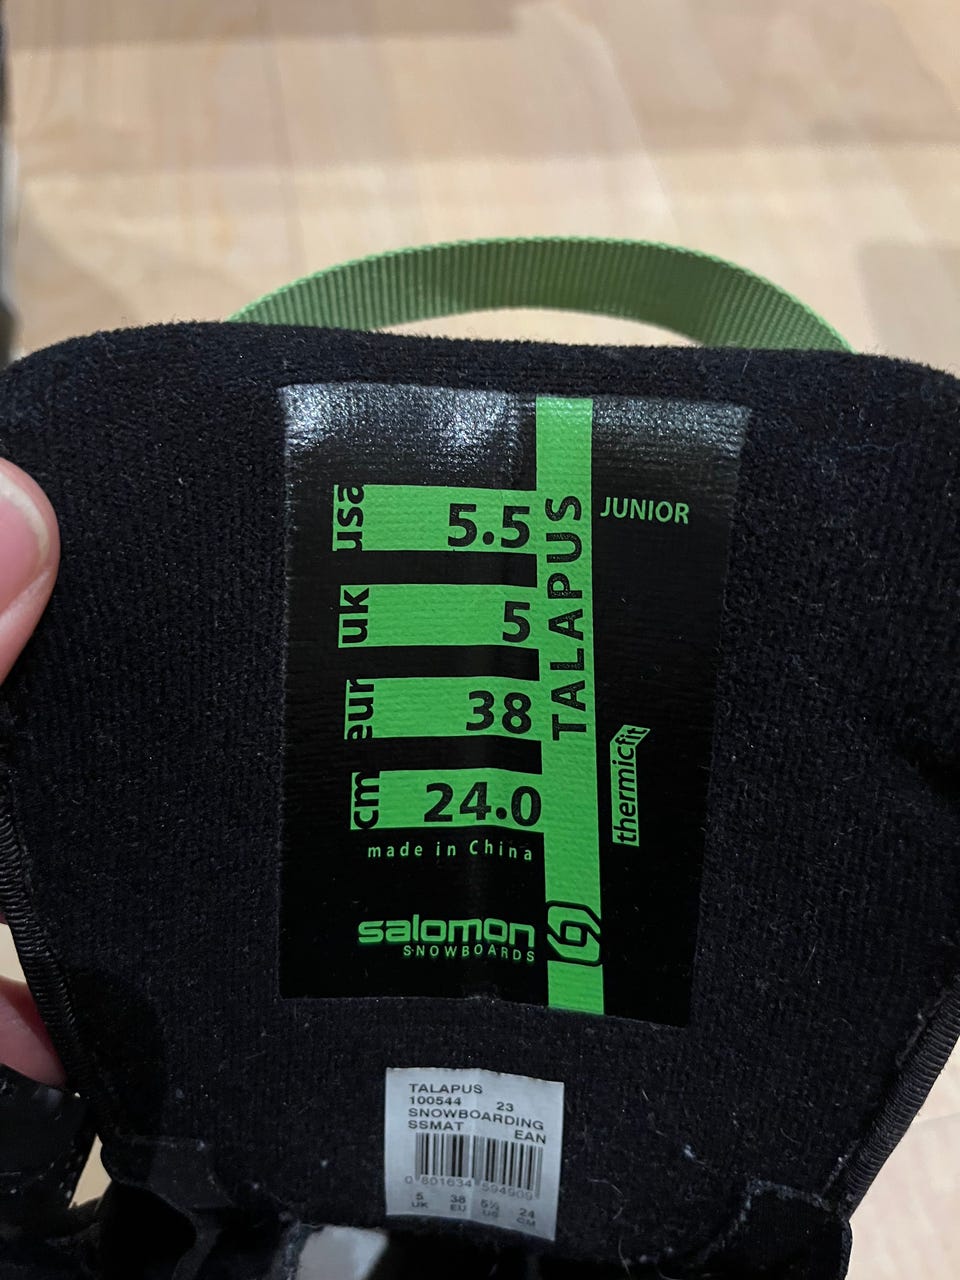 usa 5.5
JUNIOR
TALAPUS
uk 5
eur 38
cm 24.0
thermicfit
made in China
salomon
SNOWBOARDS
TALAPUS
100544 23
SNOWBOARDING
SSMAT EAN
0 801634 594909
5 38 5½ 24
UK EU US CM